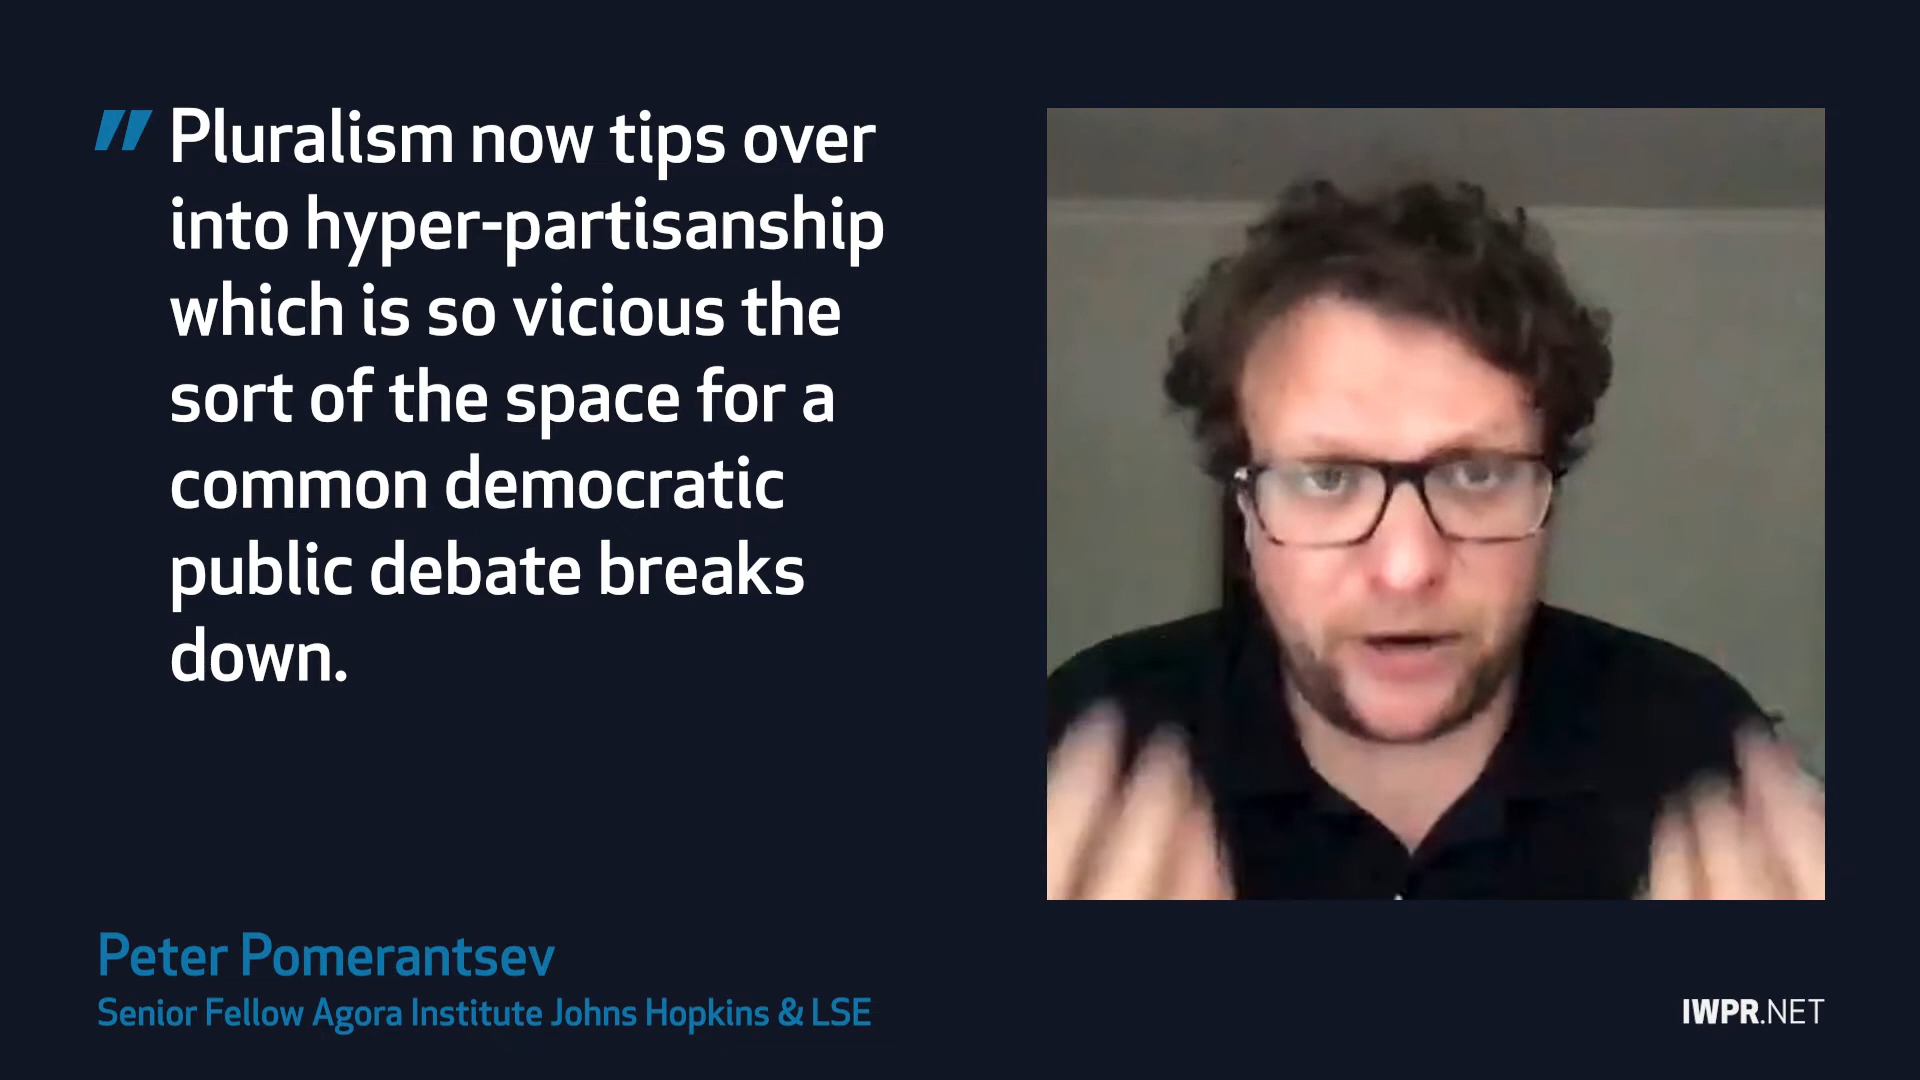 " Pluralism now tips over
into hyper-partisanship
which is so vicious the
sort of the space for a
common democratic
public debate breaks
down.
Peter Pomerantsev
Senior Fellow Agora Institute Johns Hopkins & LSE
IWPR.NET